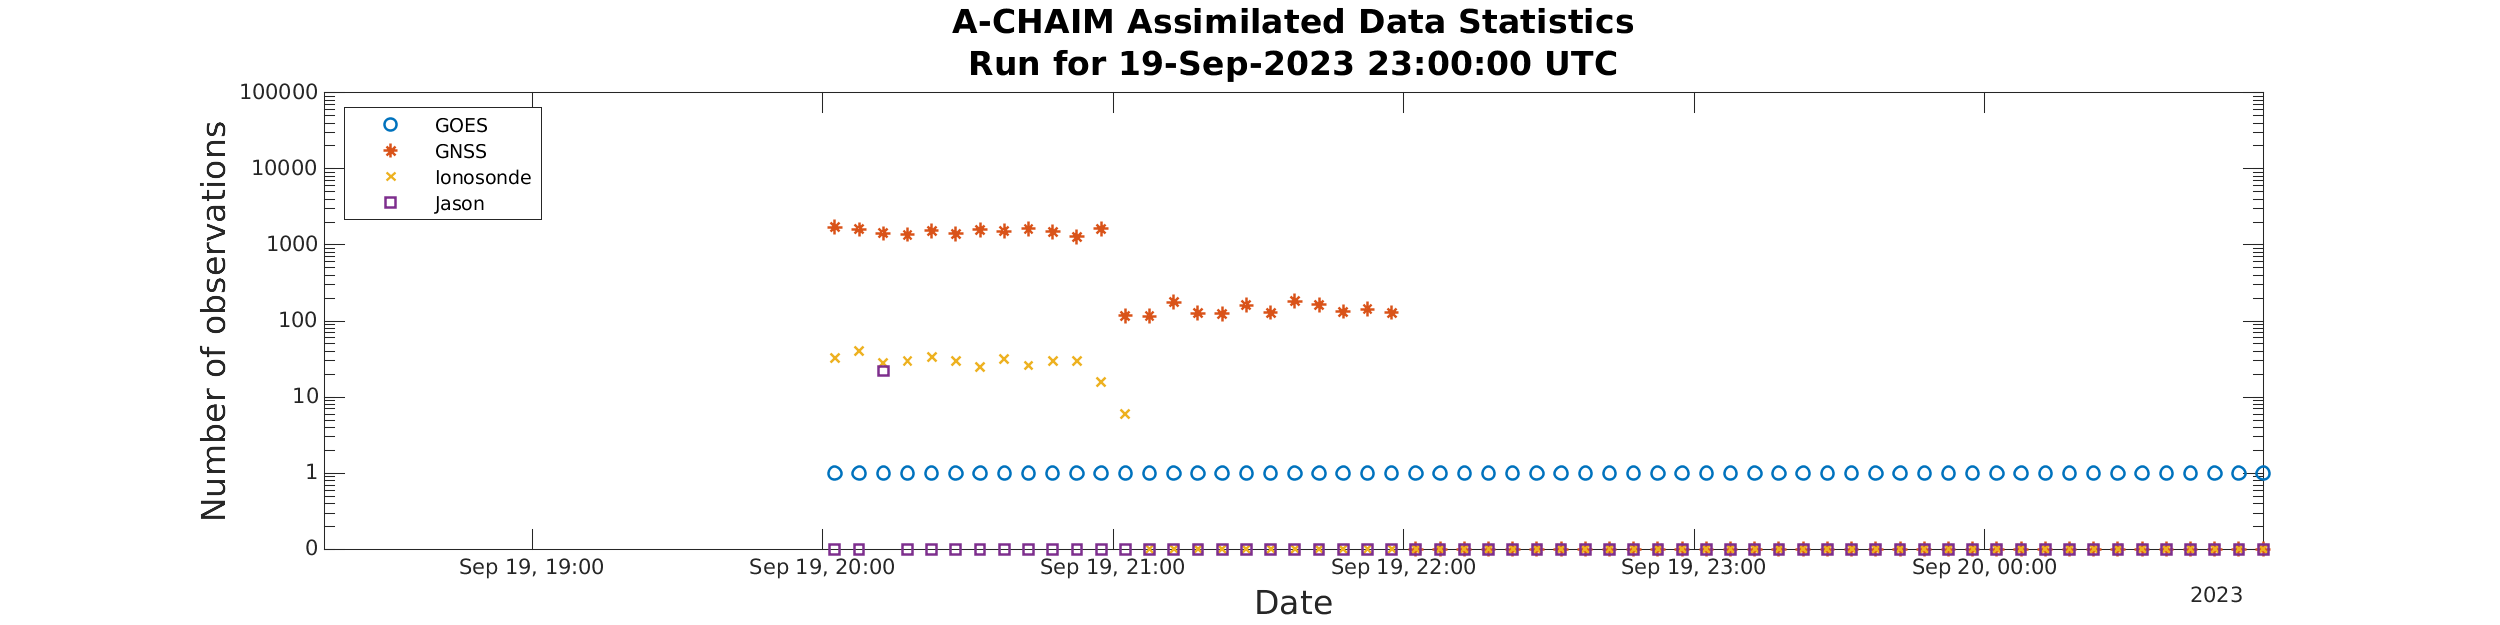 A-CHAIM Assimilated Data Statistics
Run for 19-Sep-2023 23:00:00 UTC
Number of observations
100000
10000
1000
100
10
1
0
GOES
GNSS
Ionosonde
Jason
Sep 19, 19:00
Sep 19, 20:00
Sep 19, 21:00
Sep 19, 22:00
Sep 19, 23:00
Sep 20, 00:00
2023
Date